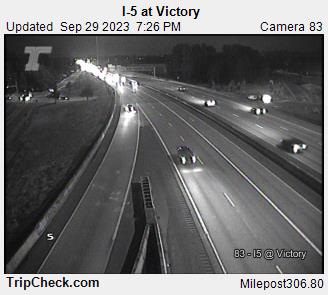 I-5 at Victory
Updated Sep 29 2023 7:26 PM Camera 83
T
S
83 - I5 @ Victory
TripCheck.com Milepost306.80